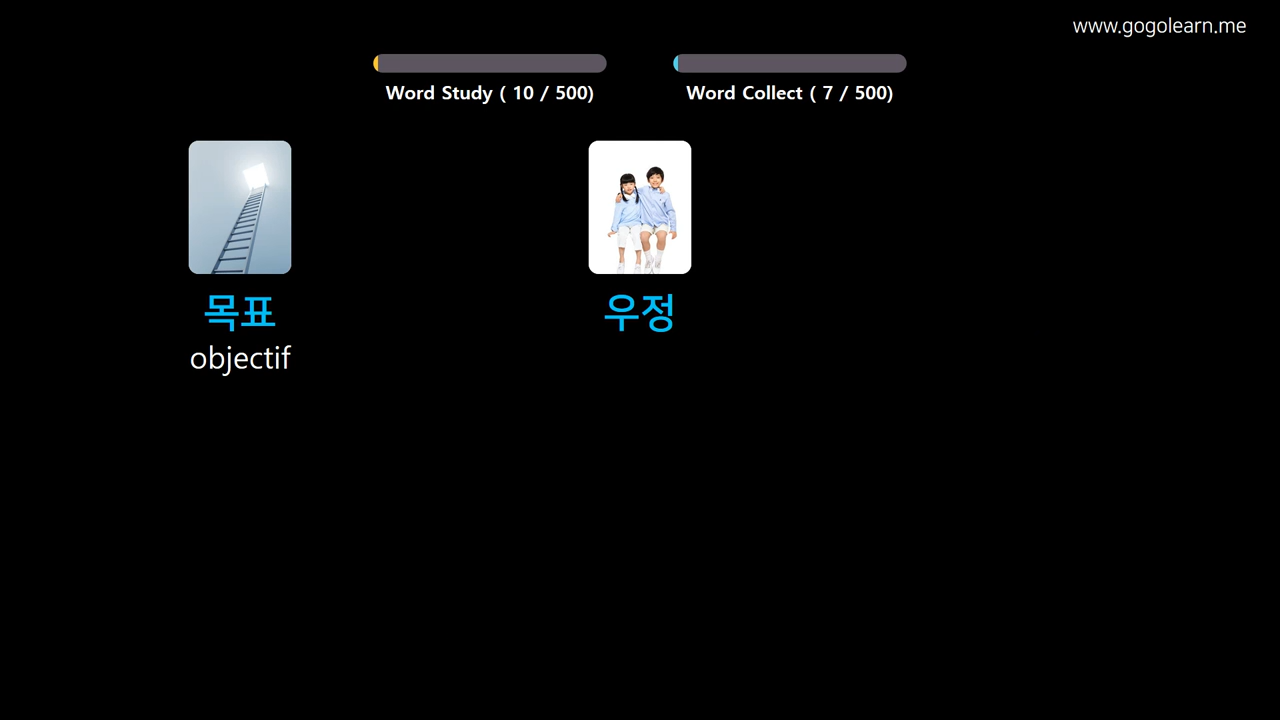 www.gogolearn.me
Word Study ( 10 / 500)
Word Collect ( 7 / 500)
목표
objectif
우정